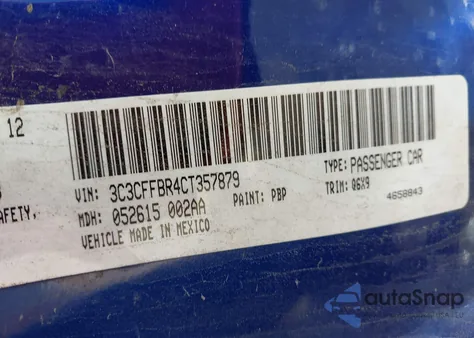 12
VIN: 3C3CFFBR4CT357879
TYPE: PASSENGER CAR
AFETY,
MDH: 052615 002AA
PAINT: PBP
TRIM: Q6X9
VEHICLE MADE IN MEXICO
4658843
autoSnap